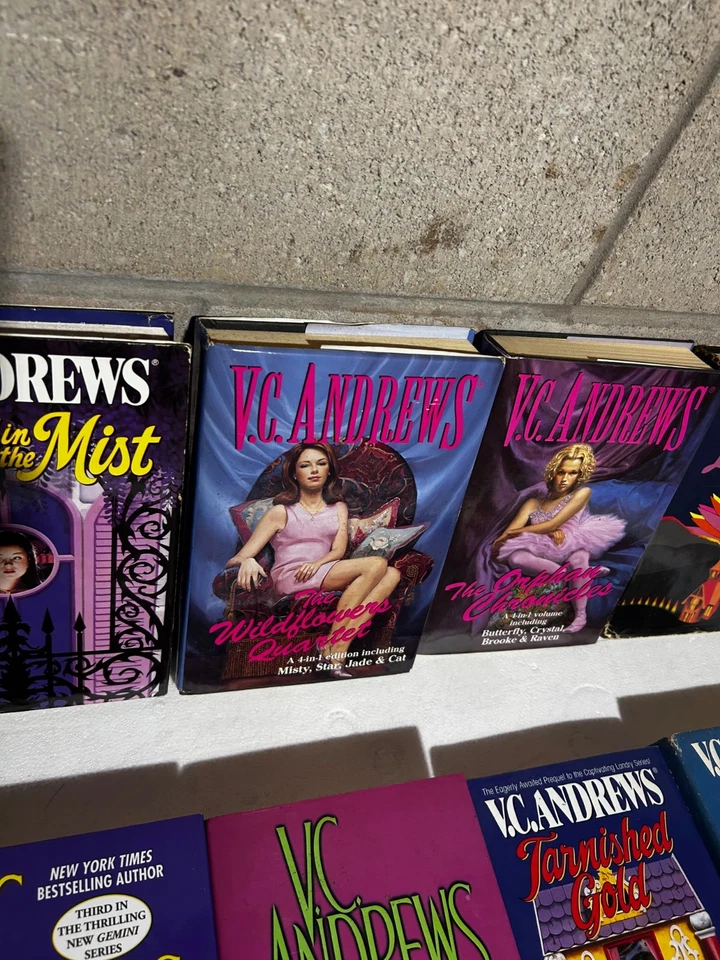 DREWS®
in
the Mist
V.C. ANDREWS®
The
Wildflowers
Quartet
A 4-in-1 edition including
Misty, Star, Jade & Cat
V.C. ANDREWS®
The Orphan
Chronicles
A 4-in-1 volume
including
Butterfly, Crystal,
Brooke & Raven
NEW YORK TIMES
BESTSELLING AUTHOR
THIRD IN
THE THRILLING
NEW GEMINI
SERIES
V.C.
ANDREWS
The Eagerly Awaited Prequel to the Captivating Landry Series!
V.C. ANDREWS®
Tarnished
Gold
V.C.